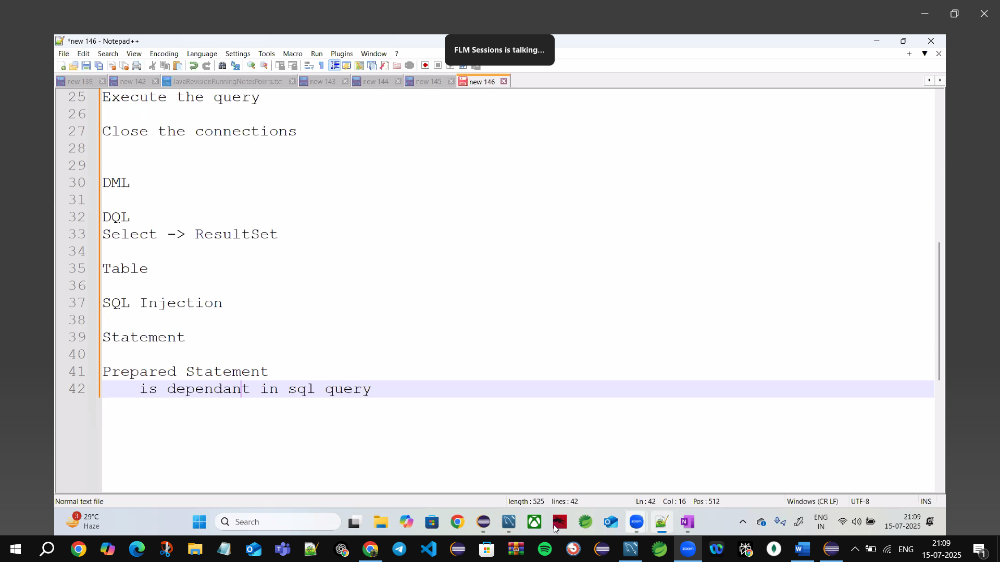 *new 146 - Notepad++
FLM Sessions is talking...
File Edit Search View Encoding Language Settings Tools Macro Run Plugins Window ?
new 139 new 142 JavaRevisionRunningNotesPoints.txt new 143 new 144 new 145 new 146
25 Execute the query
26
27 Close the connections
28
29
30 DML
31
32 DQL
33 Select -> ResultSet
34
35 Table
36
37 SQL Injection
38
39 Statement
40
41 Prepared Statement
42 is dependant in sql query
Normal text file length : 525 lines : 42 Ln : 42 Col : 16 Pos : 512 Windows (CR LF) UTF-8 INS
3 29°C
Haze
Search
zoom
ENG
IN
21:09
15-07-2025
zoom
ENG
21:09
15-07-2025
1